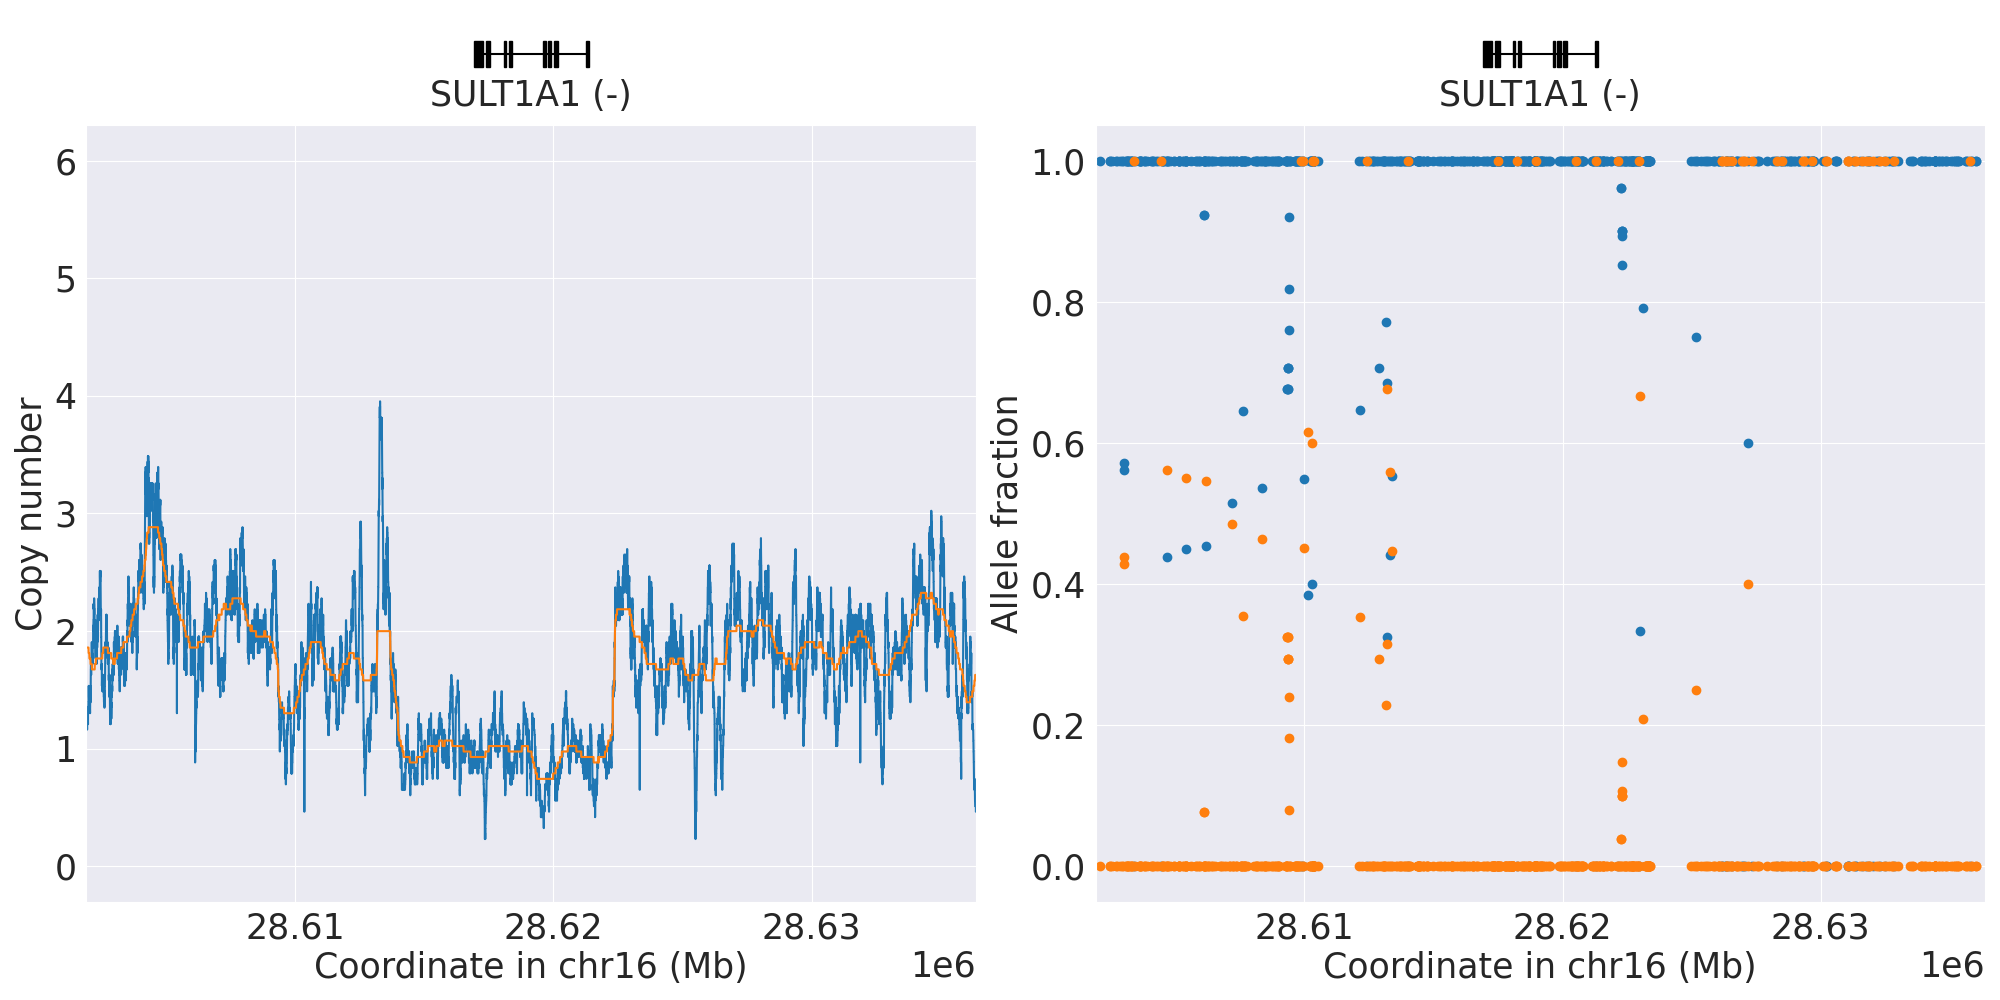 SULT1A1 (-)
6
5
4
3
2
1
0
Copy number
28.61
28.62
28.63
Coordinate in chr16 (Mb)
1e6
SULT1A1 (-)
1.0
0.8
0.6
0.4
0.2
0.0
Allele fraction
28.61
28.62
28.63
Coordinate in chr16 (Mb)
1e6